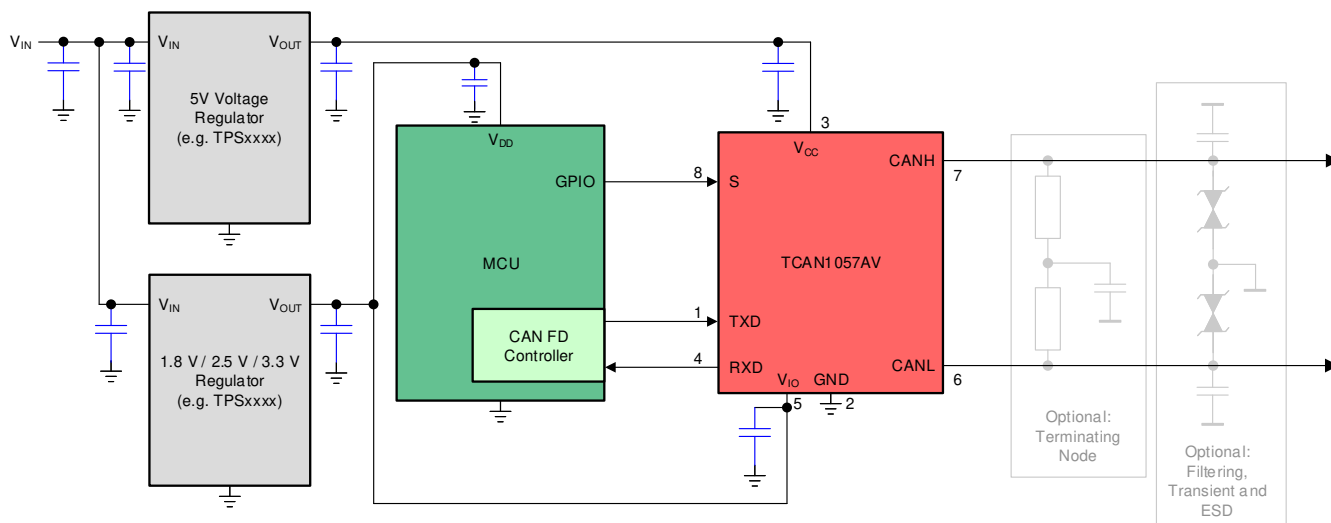 VIN
VIN
VOUT
5V Voltage
Regulator
(e.g. TPSxxxx)
VIN
VOUT
1.8 V / 2.5 V / 3.3 V
Regulator
(e.g. TPSxxxx)
VDD
GPIO
MCU
CAN FD
Controller
8
1
4
3
VCC
S
TCAN1057AV
TXD
RXD
VIO
GND
5
2
CANH
7
CANL
6
Optional:
Terminating
Node
Optional:
Filtering,
Transient and
ESD